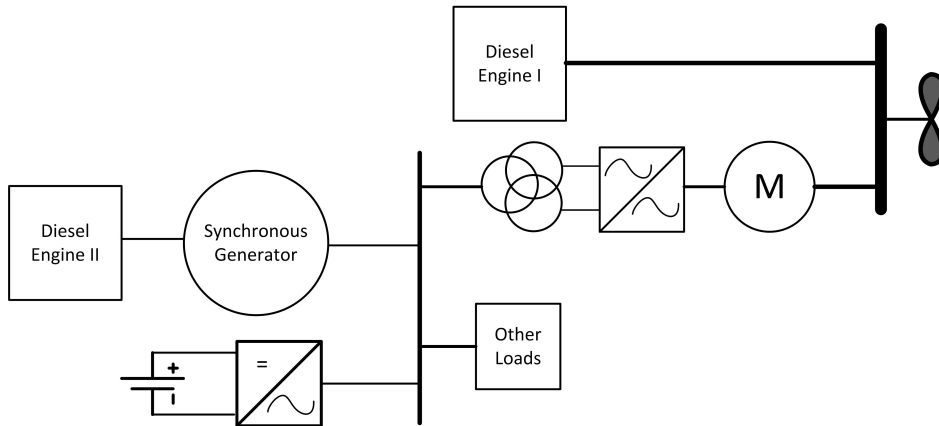 Diesel
Engine I
M
Diesel
Engine II
Synchronous
Generator
Other
Loads
+
=
-